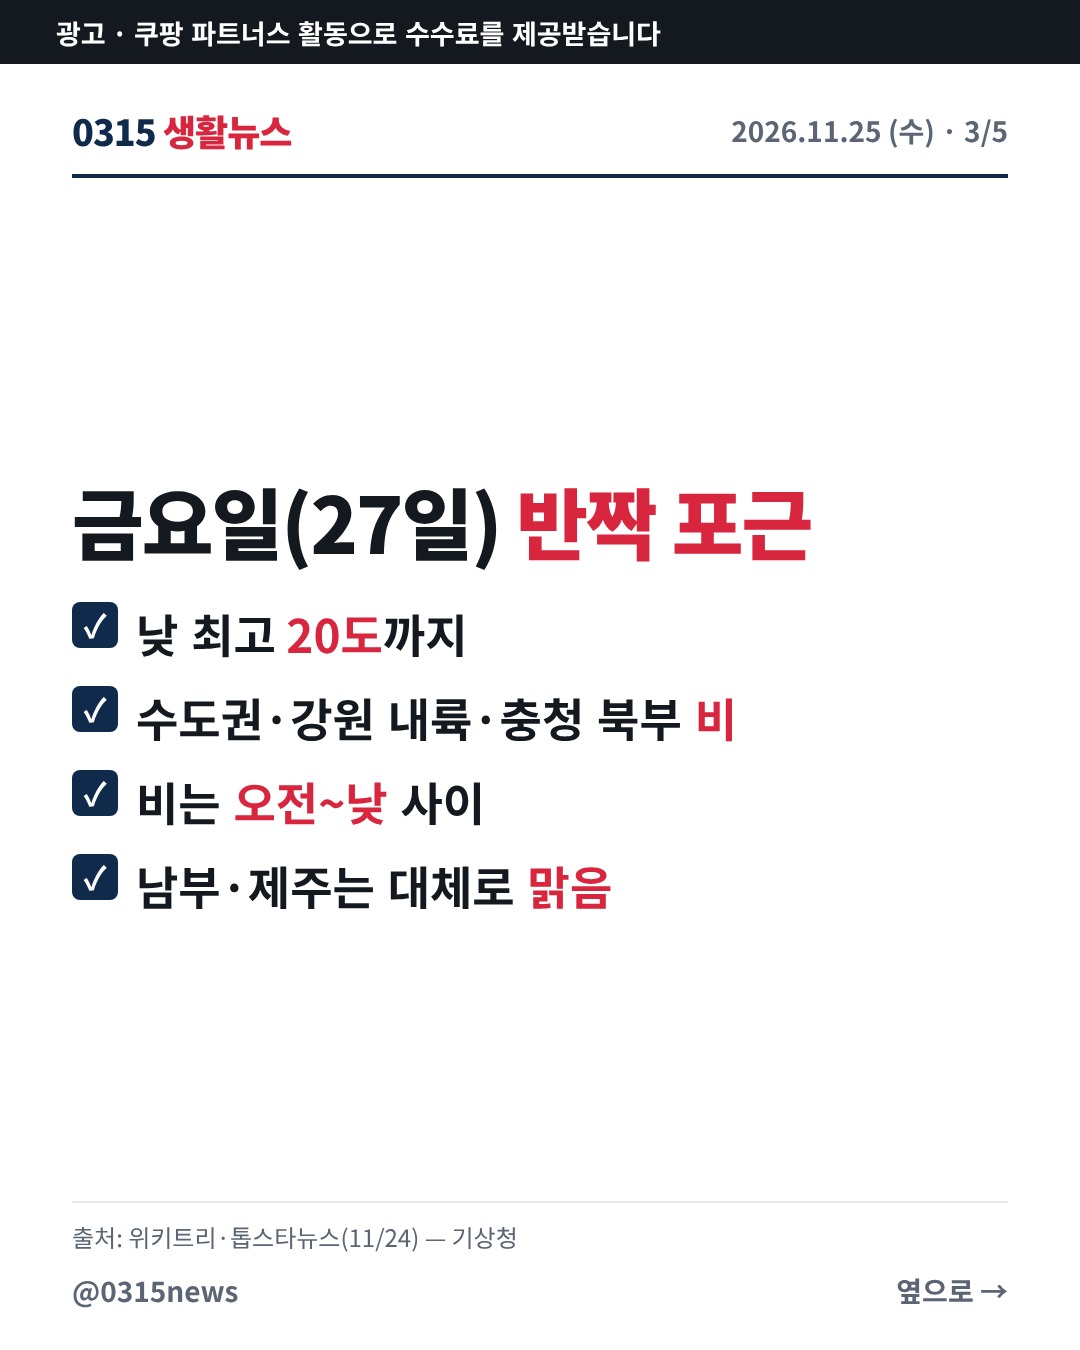 광고 · 쿠팡 파트너스 활동으로 수수료를 제공받습니다
0315 생활뉴스
2026.11.25 (수) · 3/5
금요일(27일) 반짝 포근
✓ 낮 최고 20도까지
✓ 수도권·강원 내륙·충청 북부 비
✓ 비는 오전~낮 사이
✓ 남부·제주는 대체로 맑음
출처: 위키트리·톱스타뉴스(11/24) — 기상청
@0315news
옆으로 →